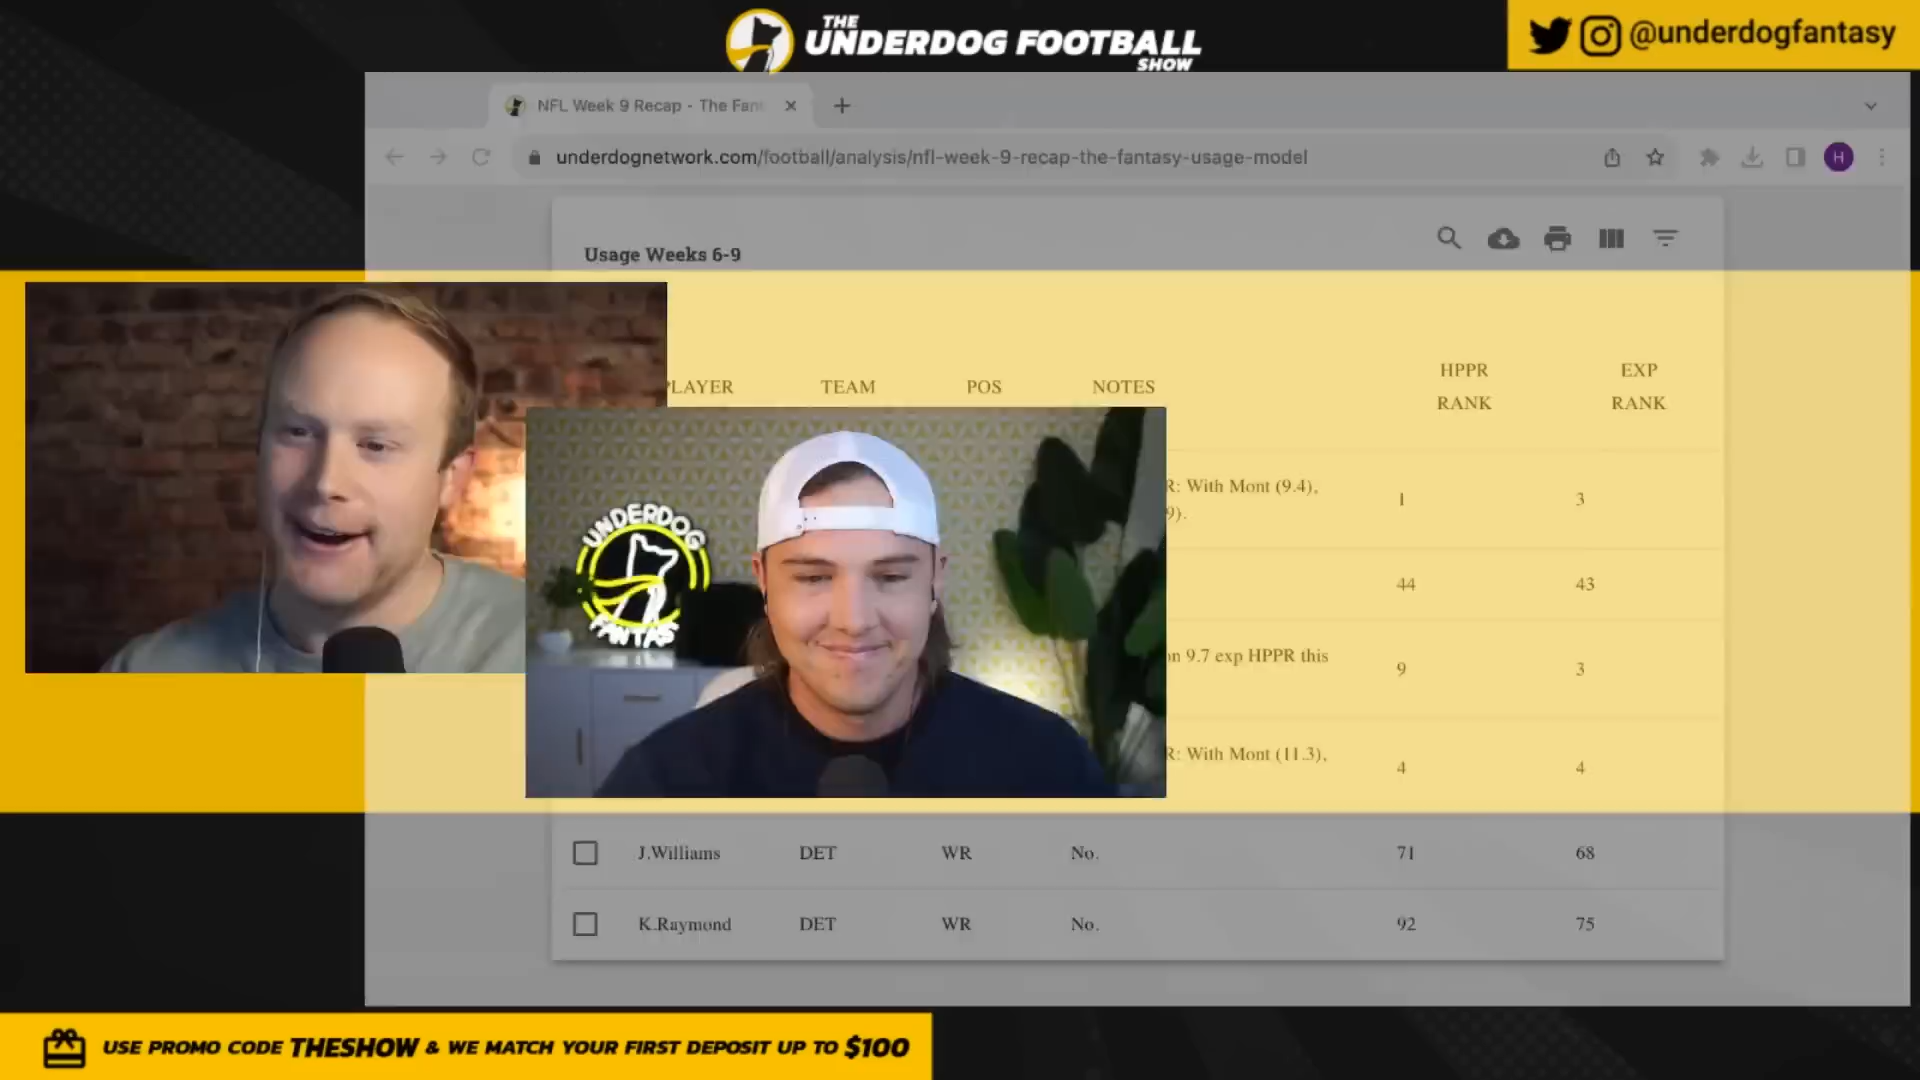 THE
UNDERDOG FOOTBALL
SHOW
@underdogfantasy
NFL Week 9 Recap - The Fant
underdognetwork.com/football/analysis/nfl-week-9-recap-the-fantasy-usage-model
H
Usage Weeks 6-9
PLAYER TEAM POS NOTES HPPR RANK EXP RANK
R: With Mont (9.4),
9). 1 3
44 43
on 9.7 exp HPPR this
9 3
R: With Mont (11.3),
4 4
UNDERDOG
FANTAS
J.Williams DET WR No. 71 68
K.Raymond DET WR No. 92 75
USE PROMO CODE THESHOW & WE MATCH YOUR FIRST DEPOSIT UP TO $100